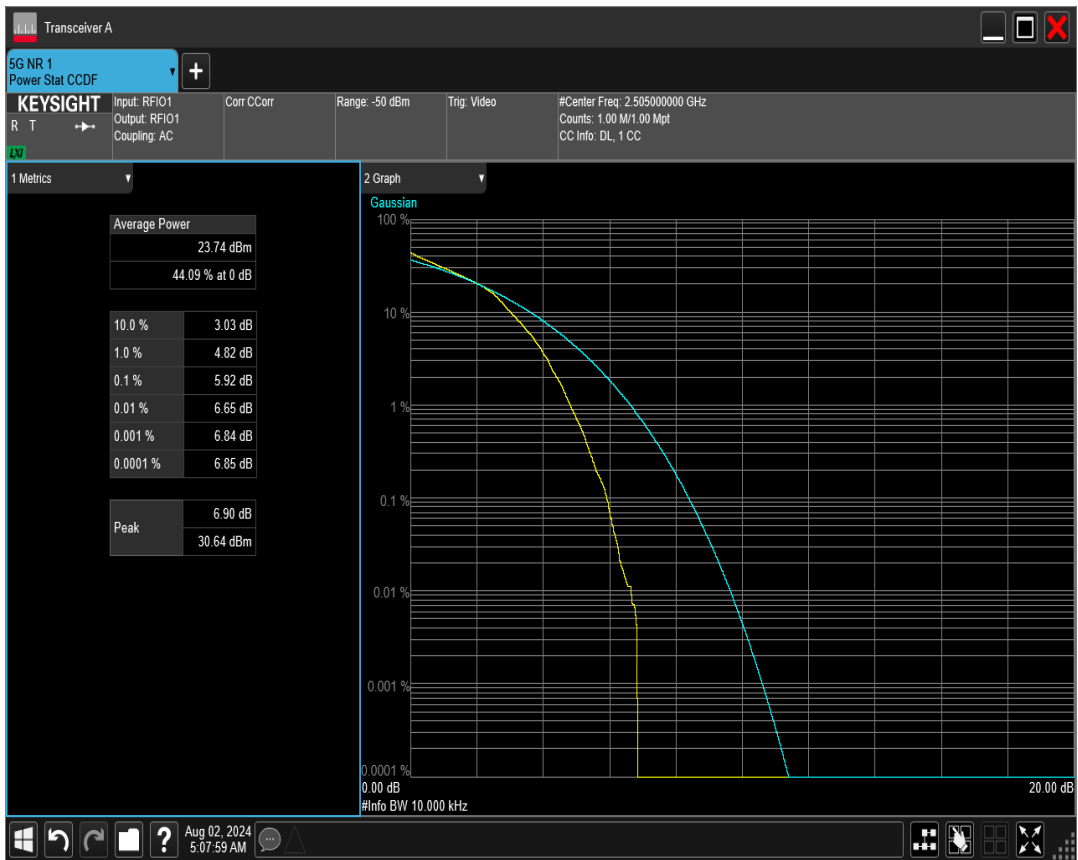 Transceiver A
5G NR 1
Power Stat CCDF
+
KEYSIGHT
R T
LXI
Input: RFIO1
Output: RFIO1
Coupling: AC
Corr CCorr
Range: -50 dBm
Trig: Video
#Center Freq: 2.505000000 GHz
Counts: 1.00 M/1.00 Mpt
CC Info: DL, 1 CC
1 Metrics
Average Power
23.74 dBm
44.09 % at 0 dB
10.0 % 3.03 dB
1.0 % 4.82 dB
0.1 % 5.92 dB
0.01 % 6.65 dB
0.001 % 6.84 dB
0.0001 % 6.85 dB
Peak 6.90 dB
30.64 dBm
2 Graph
Gaussian
100 %
10 %
1 %
0.1 %
0.01 %
0.001 %
0.0001 %
0.00 dB 20.00 dB
#Info BW 10.000 kHz
?
Aug 02, 2024
5:07:59 AM